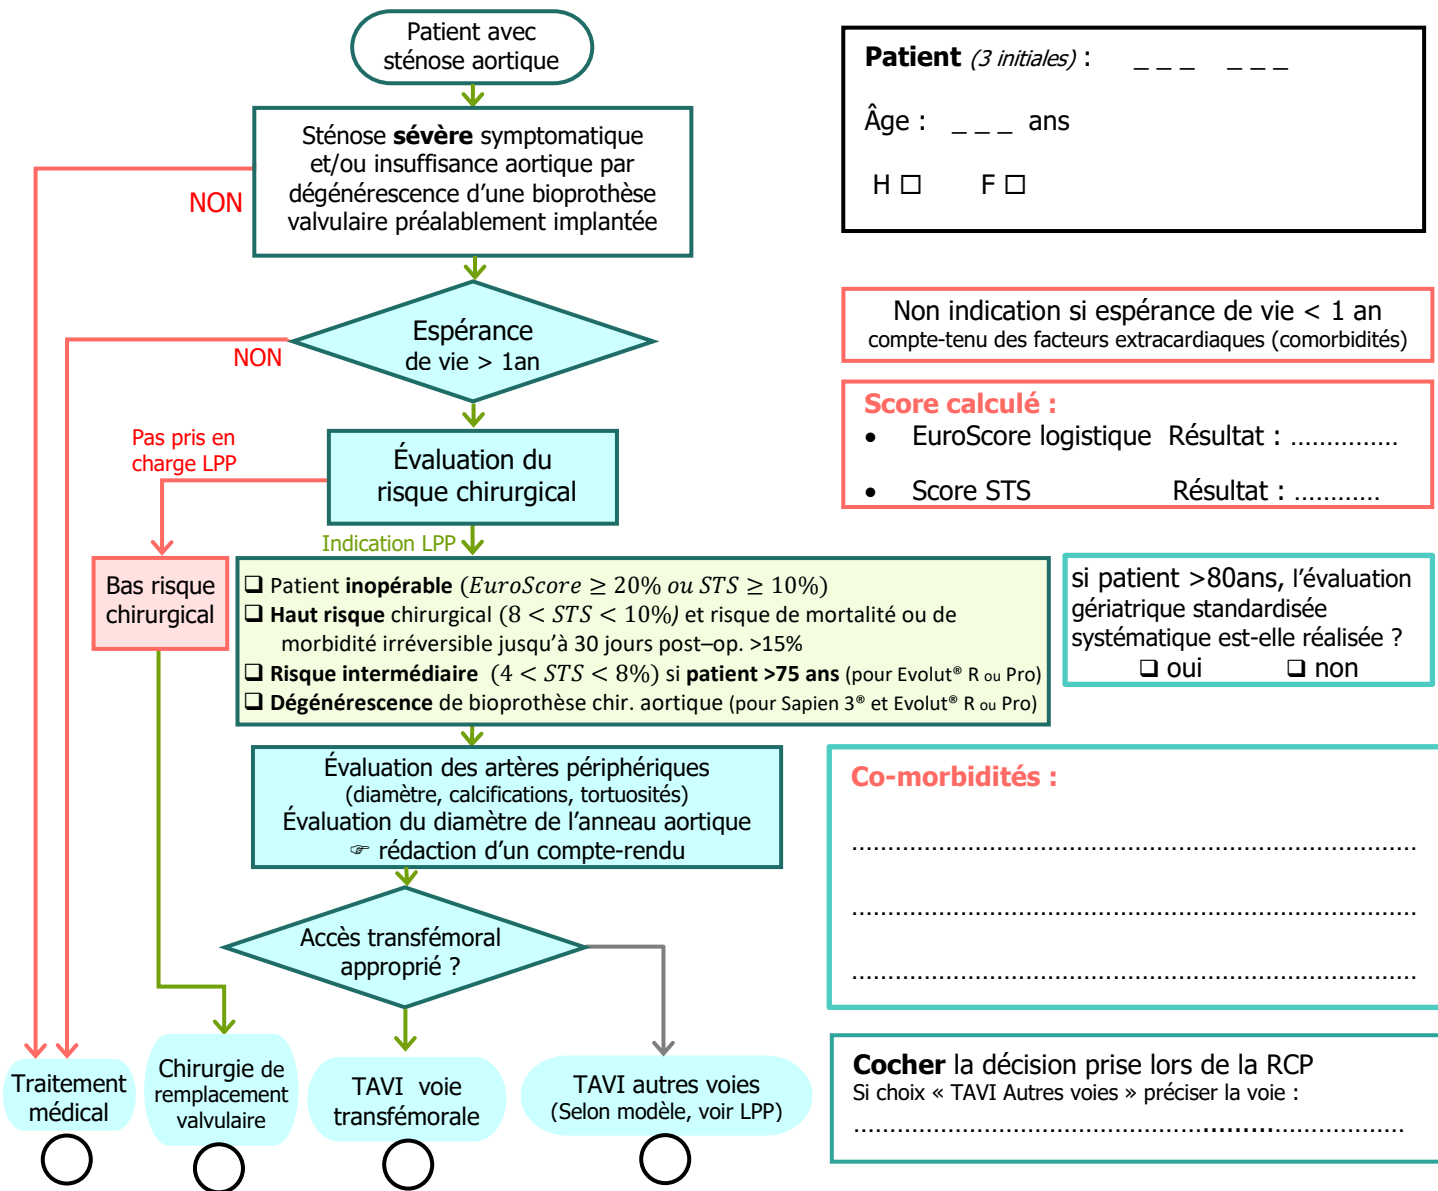 Patient avec
sténose aortique
Sténose sévère symptomatique
et/ou insuffisance aortique par
dégénérescence d'une bioprothèse
valvulaire préalablement implantée
NON
Espérance
de vie > 1an
NON
Évaluation du
risque chirurgical
Pas pris en
charge LPP
Indication LPP
Bas risque
chirurgical
❑ Patient inopérable (EuroScore ≥ 20% ou STS ≥ 10%)
❑ Haut risque chirurgical (8 < STS < 10%) et risque de mortalité ou de
morbidité irréversible jusqu'à 30 jours post–op. >15%
❑ Risque intermédiaire (4 < STS < 8%) si patient >75 ans (pour Evolut® R ou Pro)
❑ Dégénérescence de bioprothèse chir. aortique (pour Sapien 3® et Evolut® R ou Pro)
Évaluation des artères périphériques
(diamètre, calcifications, tortuosités)
Évaluation du diamètre de l'anneau aortique
☞ rédaction d'un compte-rendu
Accès transfémoral
approprié ?
Traitement
médical
Chirurgie de
remplacement
valvulaire
TAVI voie
transfémorale
TAVI autres voies
(Selon modèle, voir LPP)
Patient (3 initiales) : _ _ _ _ _ _
Âge : _ _ _ ans
H ☐ F ☐
Non indication si espérance de vie < 1 an
compte-tenu des facteurs extracardiaques (comorbidités)
Score calculé :
• EuroScore logistique Résultat : ……………
• Score STS Résultat : …………
si patient >80ans, l'évaluation
gériatrique standardisée
systématique est-elle réalisée ?
❑ oui ❑ non
Co-morbidités :
……………………………………………………………………
……………………………………………………………………
……………………………………………………………………
Cocher la décision prise lors de la RCP
Si choix « TAVI Autres voies » préciser la voie :
……………………………………………………………………